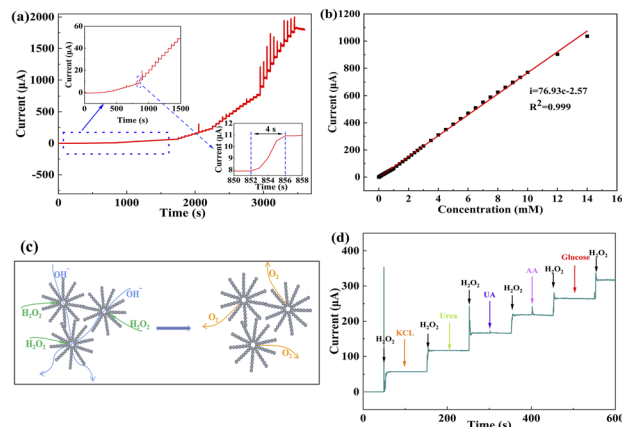 (a)
2000
1500
1000
500
0
Current (µA)
0
1000
2000
3000
Time (s)
60
40
20
0
Current (µA)
0
500
1000
1500
Time (s)
4 s
11
10
9
8
Current (µA)
850 852 854 856 858
Time (s)
(b)
1200
1000
800
600
400
200
0
Current (µA)
i=76.93c-2.57
R²=0.999
0 2 4 6 8 10 12 14 16
Concentration (mM)
(c)
OH⁻
OH⁻
H₂O₂
H₂O₂
H₂O₂
O₂
O₂
O₂
(d)
400
300
200
100
0
Current (µA)
H₂O₂
KCL
H₂O₂
Urea
H₂O₂
UA
H₂O₂
AA
H₂O₂
Glucose
H₂O₂
0
200
400
600
Time (s)